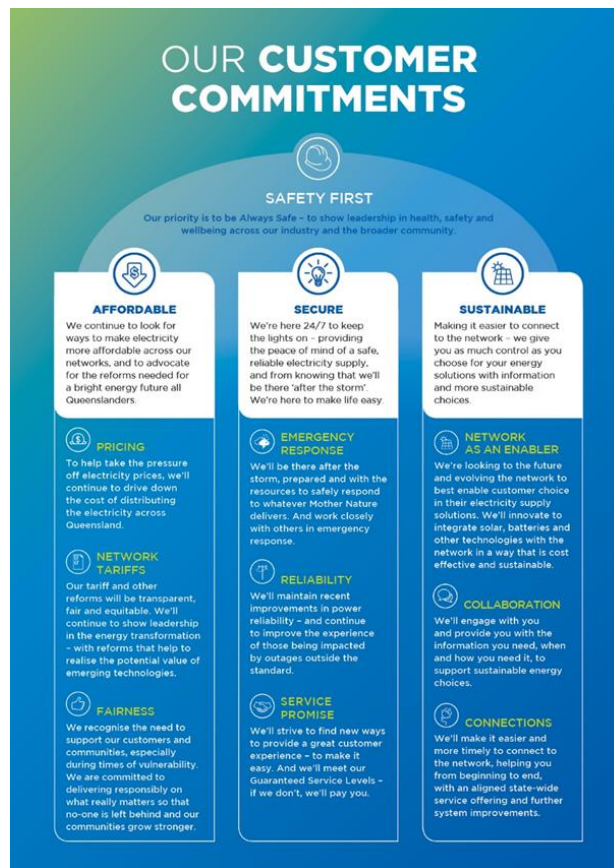 OUR CUSTOMER
COMMITMENTS
SAFETY FIRST
Our priority is to be Always Safe – to show leadership in health, safety and
wellbeing across our industry and the broader community.
AFFORDABLE
We continue to look for
ways to make electricity
more affordable across our
networks, and to advocate
for the reforms needed for
a bright energy future all
Queenslanders.
PRICING
To help take the pressure
off electricity prices, we'll
continue to drive down
the cost of distributing
the electricity across
Queensland.
NETWORK
TARIFFS
Our tariff and other
reforms will be transparent,
fair and equitable. We'll
continue to show leadership
in the energy transformation
– with reforms that help to
realise the potential value of
emerging technologies.
FAIRNESS
We recognise the need to
support our customers and
communities, especially
during times of vulnerability.
We are committed to
delivering responsibly on
what really matters so that
no-one is left behind and our
communities grow stronger.
SECURE
We're here 24/7 to keep
the lights on – providing
the peace of mind of a safe,
reliable electricity supply,
and from knowing that we'll
be there 'after the storm'.
We're here to make life easy.
EMERGENCY
RESPONSE
We'll be there after the
storm, prepared and with the
resources to safely respond
to whatever Mother Nature
delivers. And work closely
with others in emergency
response.
RELIABILITY
We'll maintain recent
improvements in power
reliability – and continue
to improve the experience
of those being impacted
by outages outside the
standard.
SERVICE
PROMISE
We'll strive to find new ways
to provide a great customer
experience – to make it
easy. And we'll meet our
Guaranteed Service Levels –
if we don't, we'll pay you.
SUSTAINABLE
Making it easier to connect
to the network – we give
you as much control as you
choose for your energy
solutions with information
and more sustainable
choices.
NETWORK
AS AN ENABLER
We're looking to the future
and evolving the network to
best enable customer choice
in their electricity supply
solutions. We'll innovate to
integrate solar, batteries and
other technologies with the
network in a way that is cost
effective and sustainable.
COLLABORATION
We'll engage with you
and provide you with the
information you need, when
and how you need it, to
support sustainable energy
choices.
CONNECTIONS
We'll make it easier and
more timely to connect to
the network, helping you
from beginning to end,
with an aligned state-wide
service offering and further
system improvements.